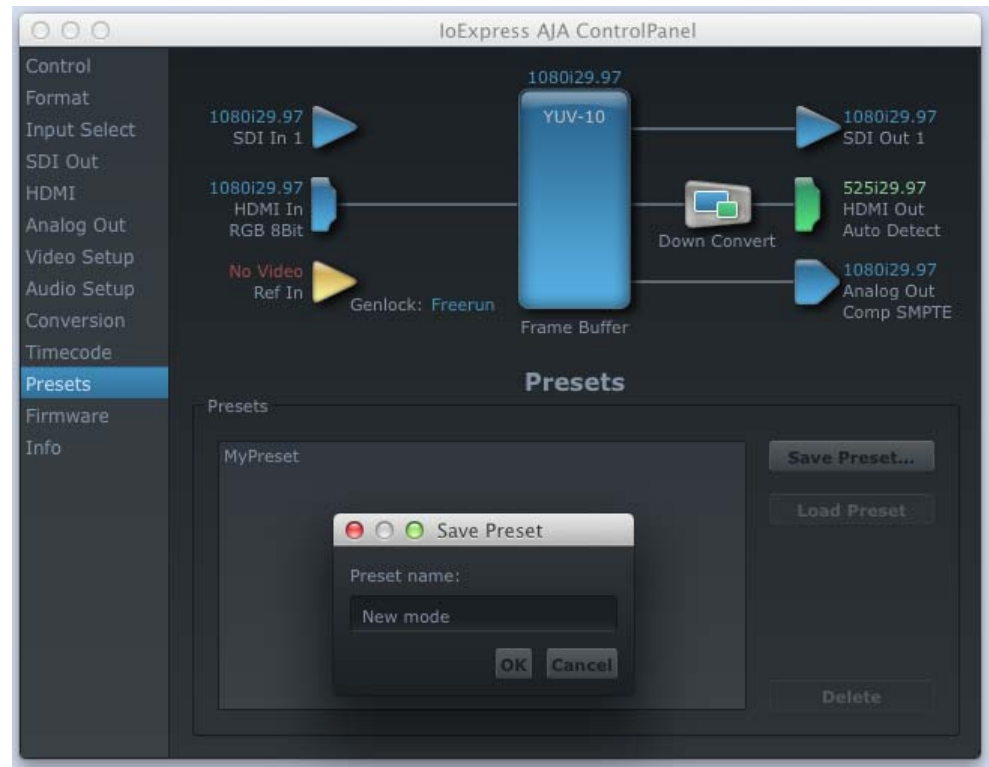 IoExpress AJA ControlPanel
Control
Format
Input Select
SDI Out
HDMI
Analog Out
Video Setup
Audio Setup
Conversion
Timecode
Presets
Firmware
Info
1080i29.97
YUV-10
Frame Buffer
1080i29.97
SDI In 1
1080i29.97
HDMI In
RGB 8Bit
No Video
Ref In
Genlock: Freerun
1080i29.97
SDI Out 1
Down Convert
525i29.97
HDMI Out
Auto Detect
1080i29.97
Analog Out
Comp SMPTE
Presets
Presets
MyPreset
Save Preset...
Load Preset
Delete
Save Preset
Preset name:
New mode
OK
Cancel